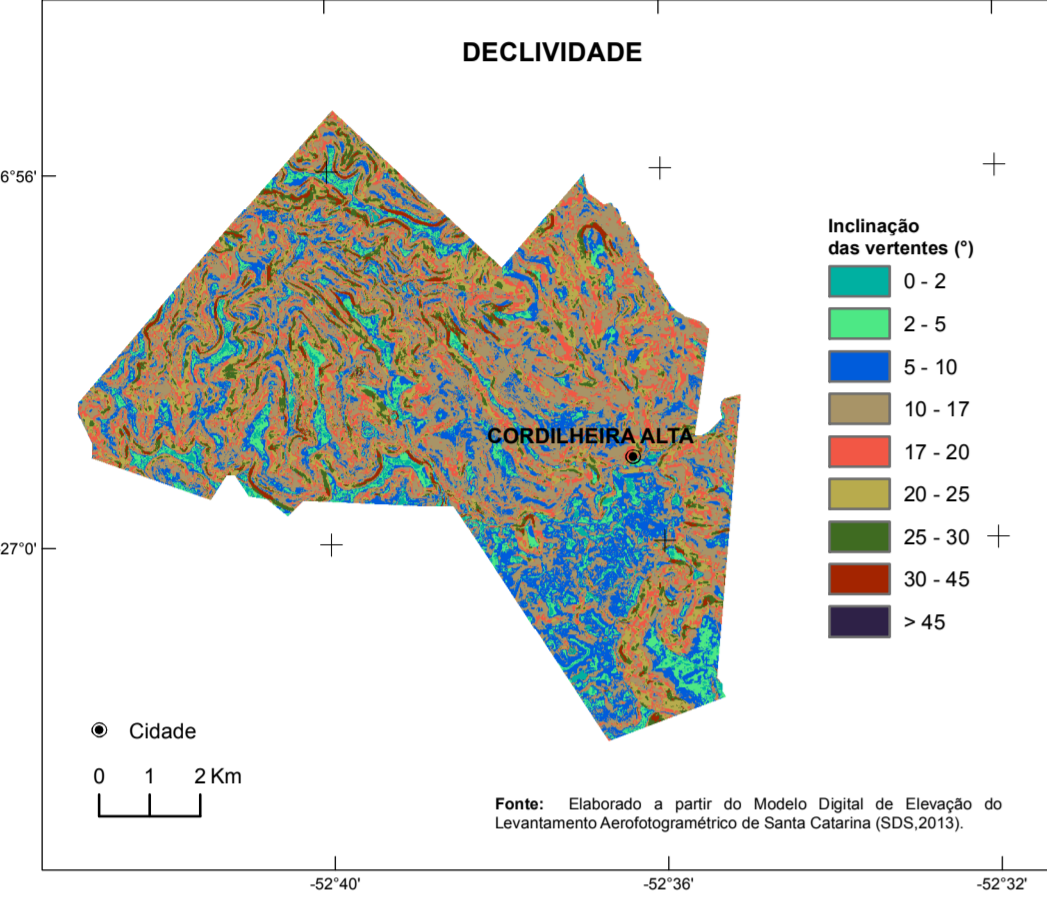 DECLIVIDADE
6°56'
Inclinação
das vertentes (°)
0 - 2
2 - 5
5 - 10
10 - 17
17 - 20
20 - 25
25 - 30
30 - 45
> 45
CORDILHEIRA ALTA
27°0'
Cidade
0 1 2 Km
Fonte: Elaborado a partir do Modelo Digital de Elevação do
Levantamento Aerofotogramétrico de Santa Catarina (SDS,2013).
-52°40' -52°36' -52°32'